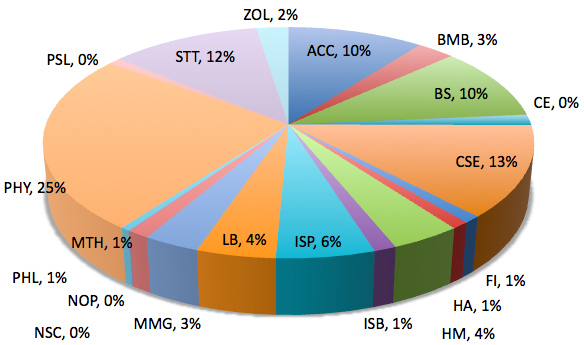 ZOL, 2%
ACC, 10%
BMB, 3%
BS, 10%
CE, 0%
CSE, 13%
FI, 1%
HA, 1%
HM, 4%
ISB, 1%
ISP, 6%
LB, 4%
MMG, 3%
MTH, 1%
NOP, 0%
NSC, 0%
PHL, 1%
PHY, 25%
PSL, 0%
STT, 12%